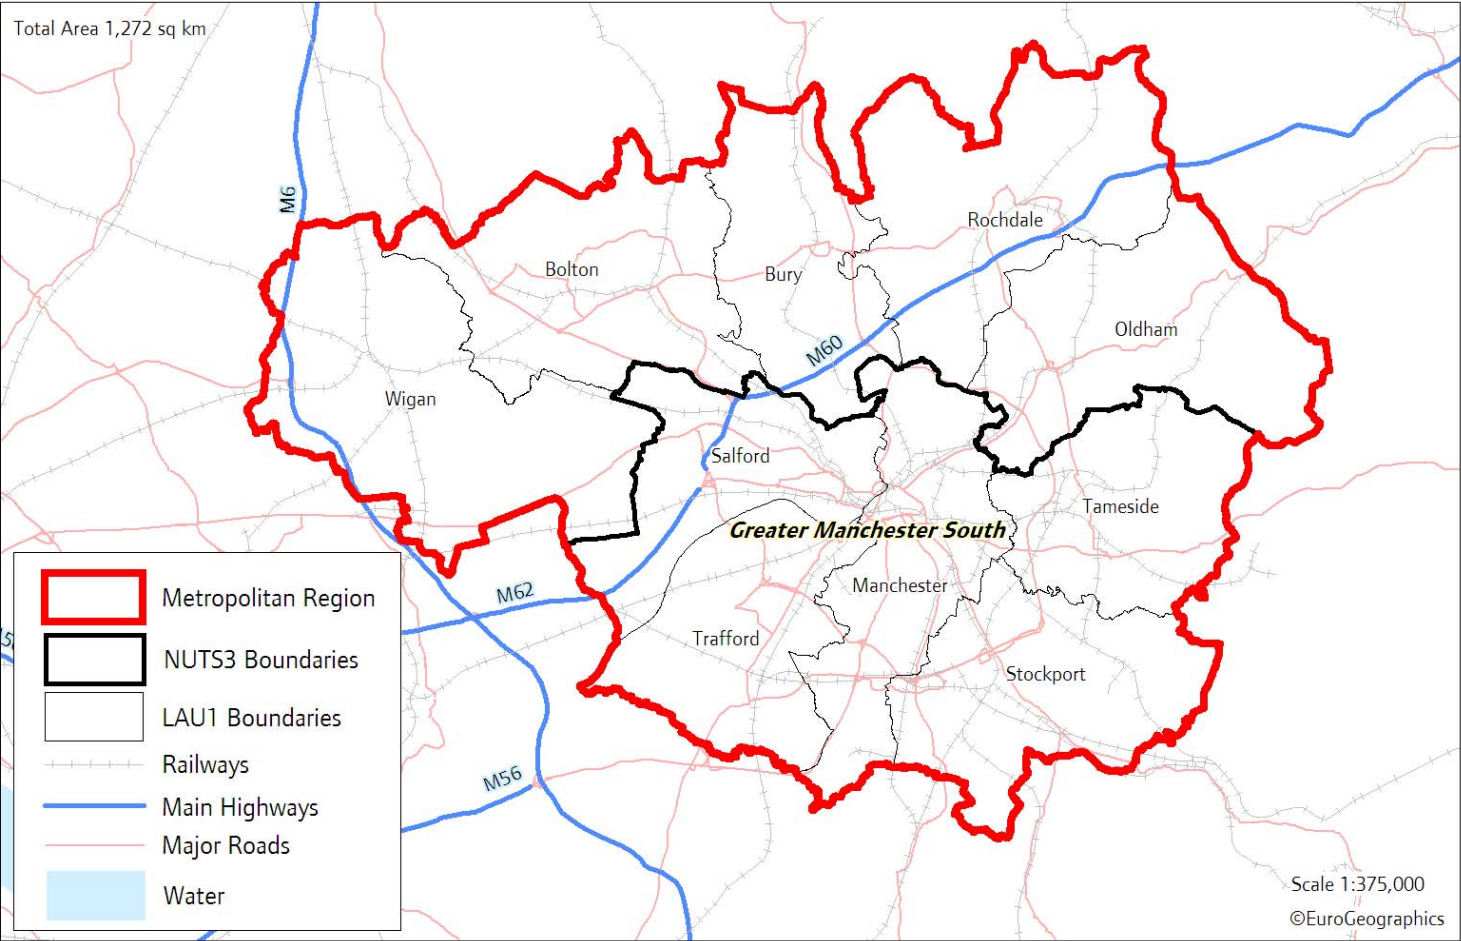 Total Area 1,272 sq km
M6
Rochdale
Bolton
Bury
Oldham
M60
Wigan
Salford
Tameside
Greater Manchester South
Manchester
M62
Trafford
Stockport
M56
Metropolitan Region
NUTS3 Boundaries
LAU1 Boundaries
Railways
Main Highways
Major Roads
Water
Scale 1:375,000
©EuroGeographics